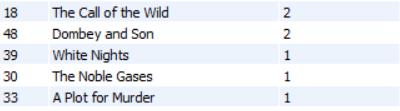 18 The Call of the Wild 2
48 Dombey and Son 2
39 White Nights 1
30 The Noble Gases 1
33 A Plot for Murder 1